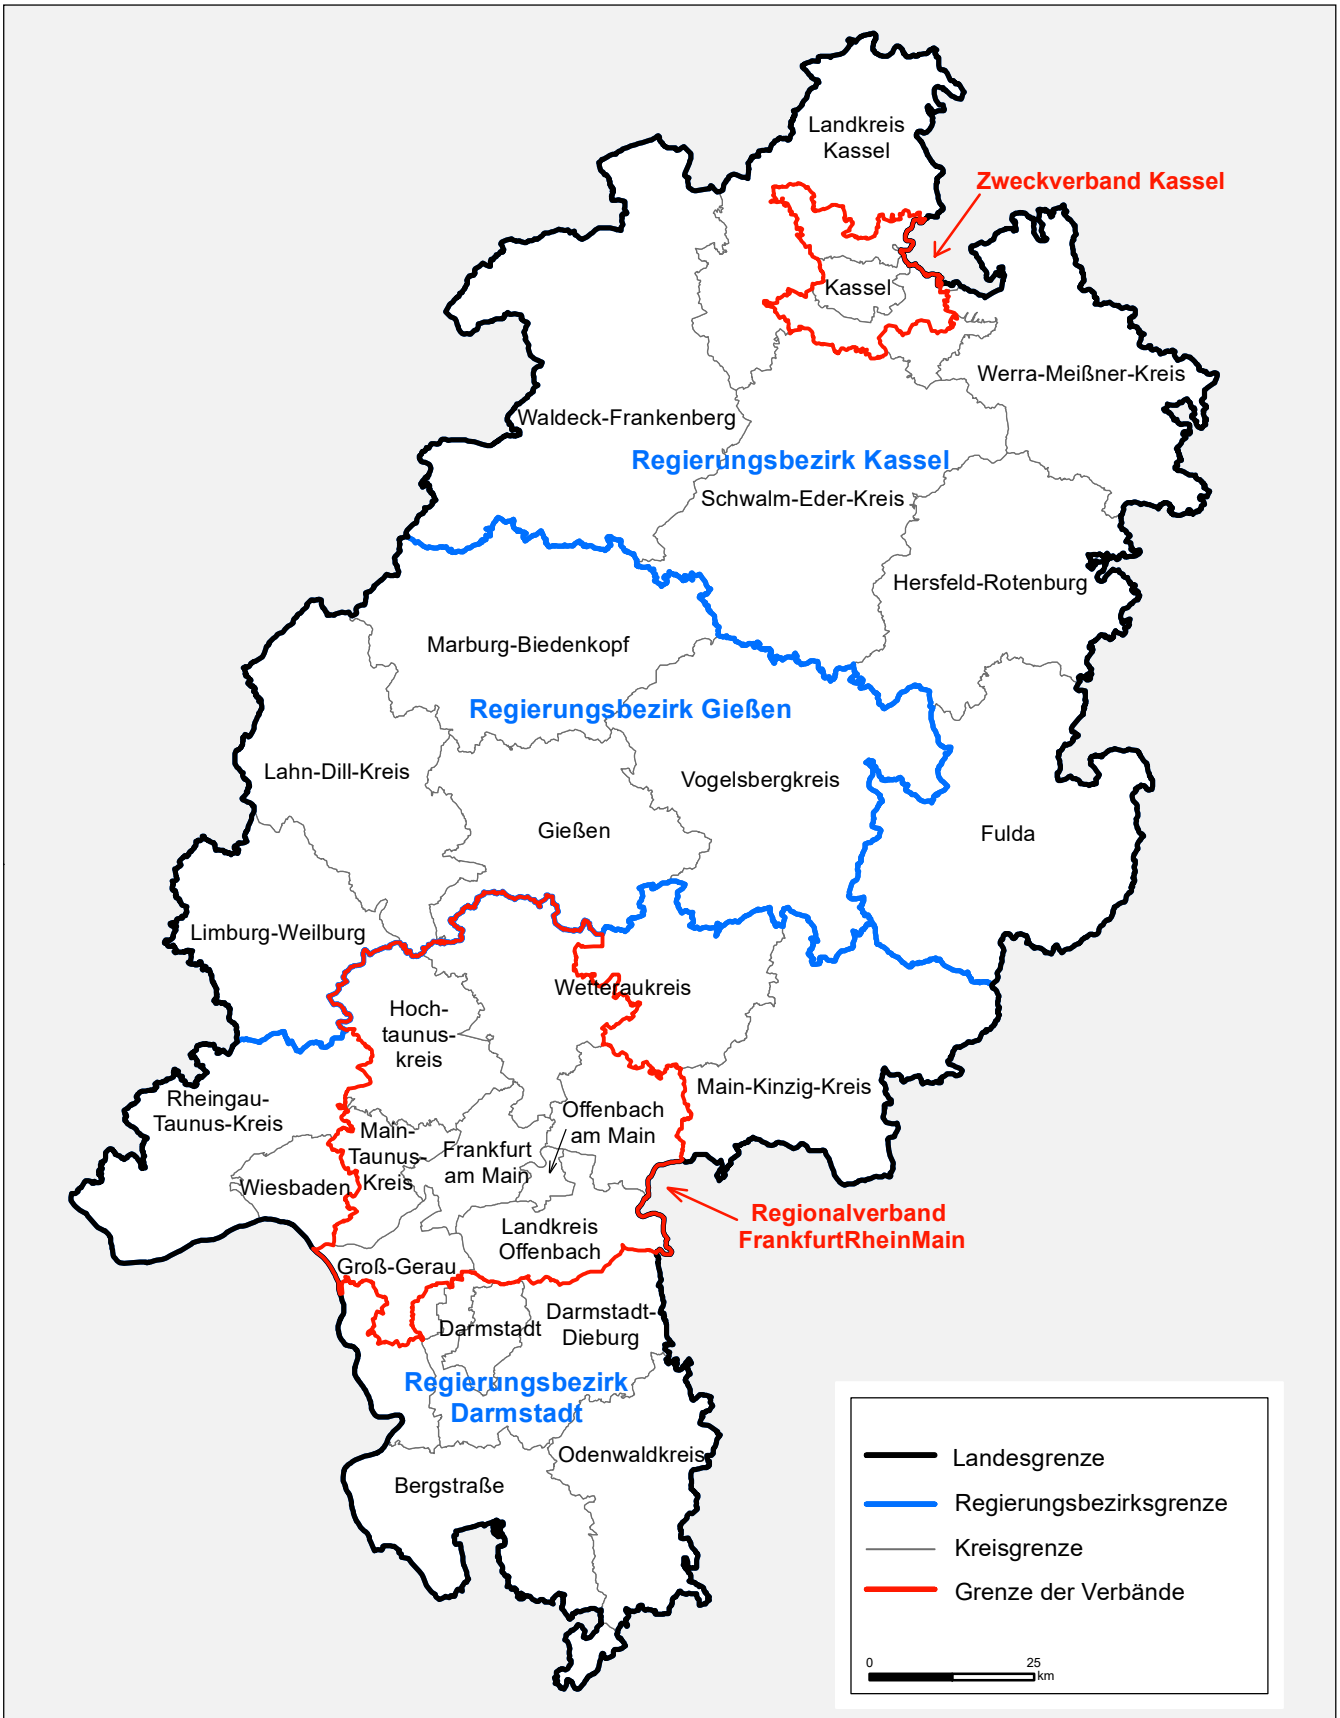 Landkreis
Kassel
Zweckverband Kassel
Kassel
Werra-Meißner-Kreis
Waldeck-Frankenberg
Regierungsbezirk Kassel
Schwalm-Eder-Kreis
Hersfeld-Rotenburg
Marburg-Biedenkopf
Regierungsbezirk Gießen
Lahn-Dill-Kreis
Vogelsbergkreis
Gießen
Fulda
Limburg-Weilburg
Wetteraukreis
Hoch-
taunus-
kreis
Main-Kinzig-Kreis
Rheingau-
Taunus-Kreis
Offenbach
am Main
Main-
Taunus-
Kreis
Frankfurt
am Main
Wiesbaden
Regionalverband
FrankfurtRheinMain
Landkreis
Offenbach
Groß-Gerau
Darmstadt
Darmstadt-
Dieburg
Regierungsbezirk
Darmstadt
Odenwaldkreis
Bergstraße
Landesgrenze
Regierungsbezirksgrenze
Kreisgrenze
Grenze der Verbände
0 25
km